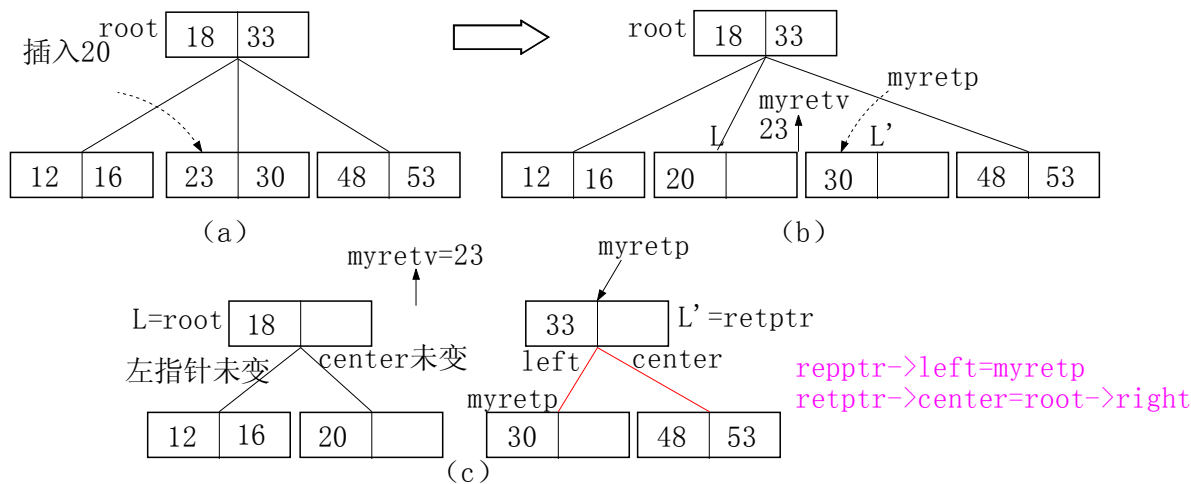 root
18 33
插入20
12 16
23 30
48 53
(a)
root
18 33
myretp
myretv
23
L
L'
12 16
20
30
48 53
(b)
myretv=23
myretp
L=root
18
33
L'=retptr
左指针未变
center未变
left
center
repptr->left=myretp
retptr->center=root->right
myretp
12 16
20
30
48 53
(c)